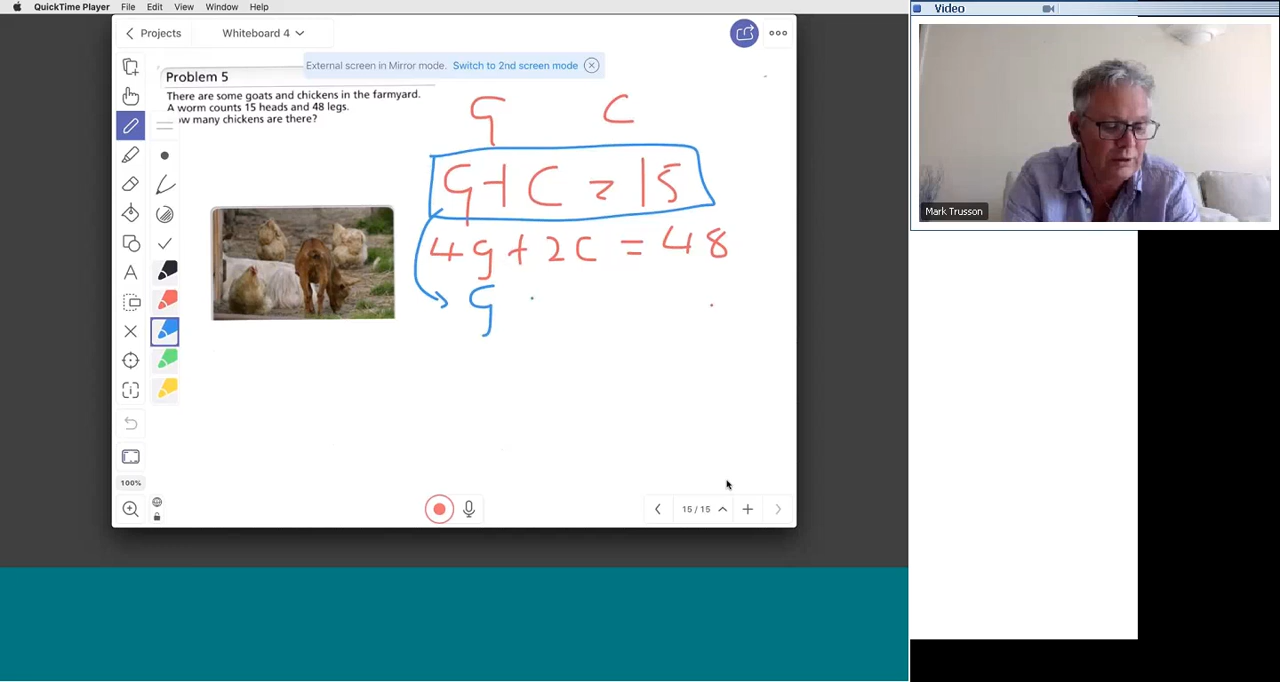 QuickTime Player File Edit View Window Help
Video
Projects
Whiteboard 4
External screen in Mirror mode. Switch to 2nd screen mode
Problem 5
There are some goats and chickens in the farmyard.
A worm counts 15 heads and 48 legs.
ow many chickens are there?
g c
g + c = 15
4g + 2c = 48
g
A
100%
15 / 15
Mark Trusson